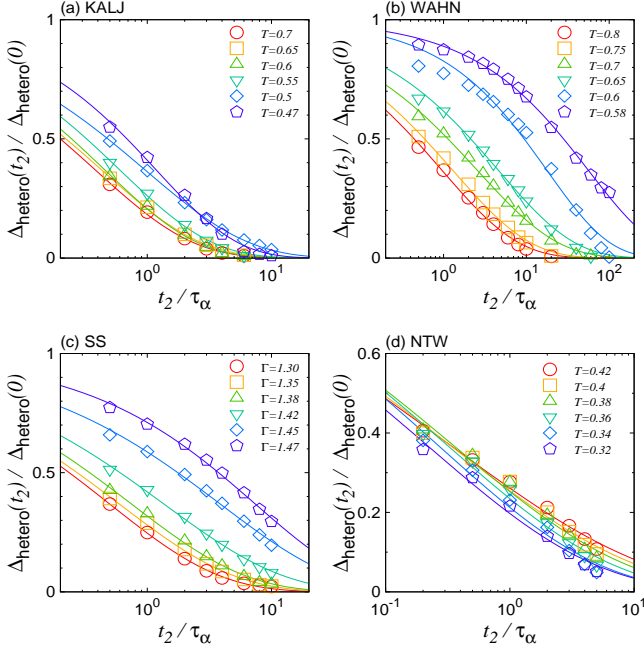 (a) KALJ
T=0.7
T=0.65
T=0.6
T=0.55
T=0.5
T=0.47
Δhetero(t2) / Δhetero(0)
1
0.5
0
10^0
10^1
t2 / τα
(b) WAHN
T=0.8
T=0.75
T=0.7
T=0.65
T=0.6
T=0.58
Δhetero(t2) / Δhetero(0)
1
0.5
0
10^0
10^1
10^2
t2 / τα
(c) SS
Γ=1.30
Γ=1.35
Γ=1.38
Γ=1.42
Γ=1.45
Γ=1.47
Δhetero(t2) / Δhetero(0)
1
0.5
0
10^0
10^1
t2 / τα
(d) NTW
T=0.42
T=0.4
T=0.38
T=0.36
T=0.34
T=0.32
Δhetero(t2) / Δhetero(0)
0.6
0.4
0.2
0
10^-1
10^0
10^1
t2 / τα